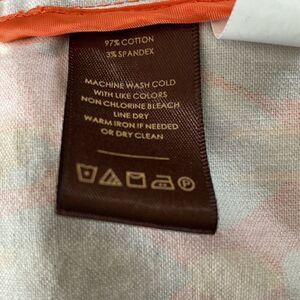 97% COTTON
3% SPANDEX
MACHINE WASH COLD
WITH LIKE COLORS
NON CHLORINE BLEACH
LINE DRY
WARM IRON IF NEEDED
OR DRY CLEAN